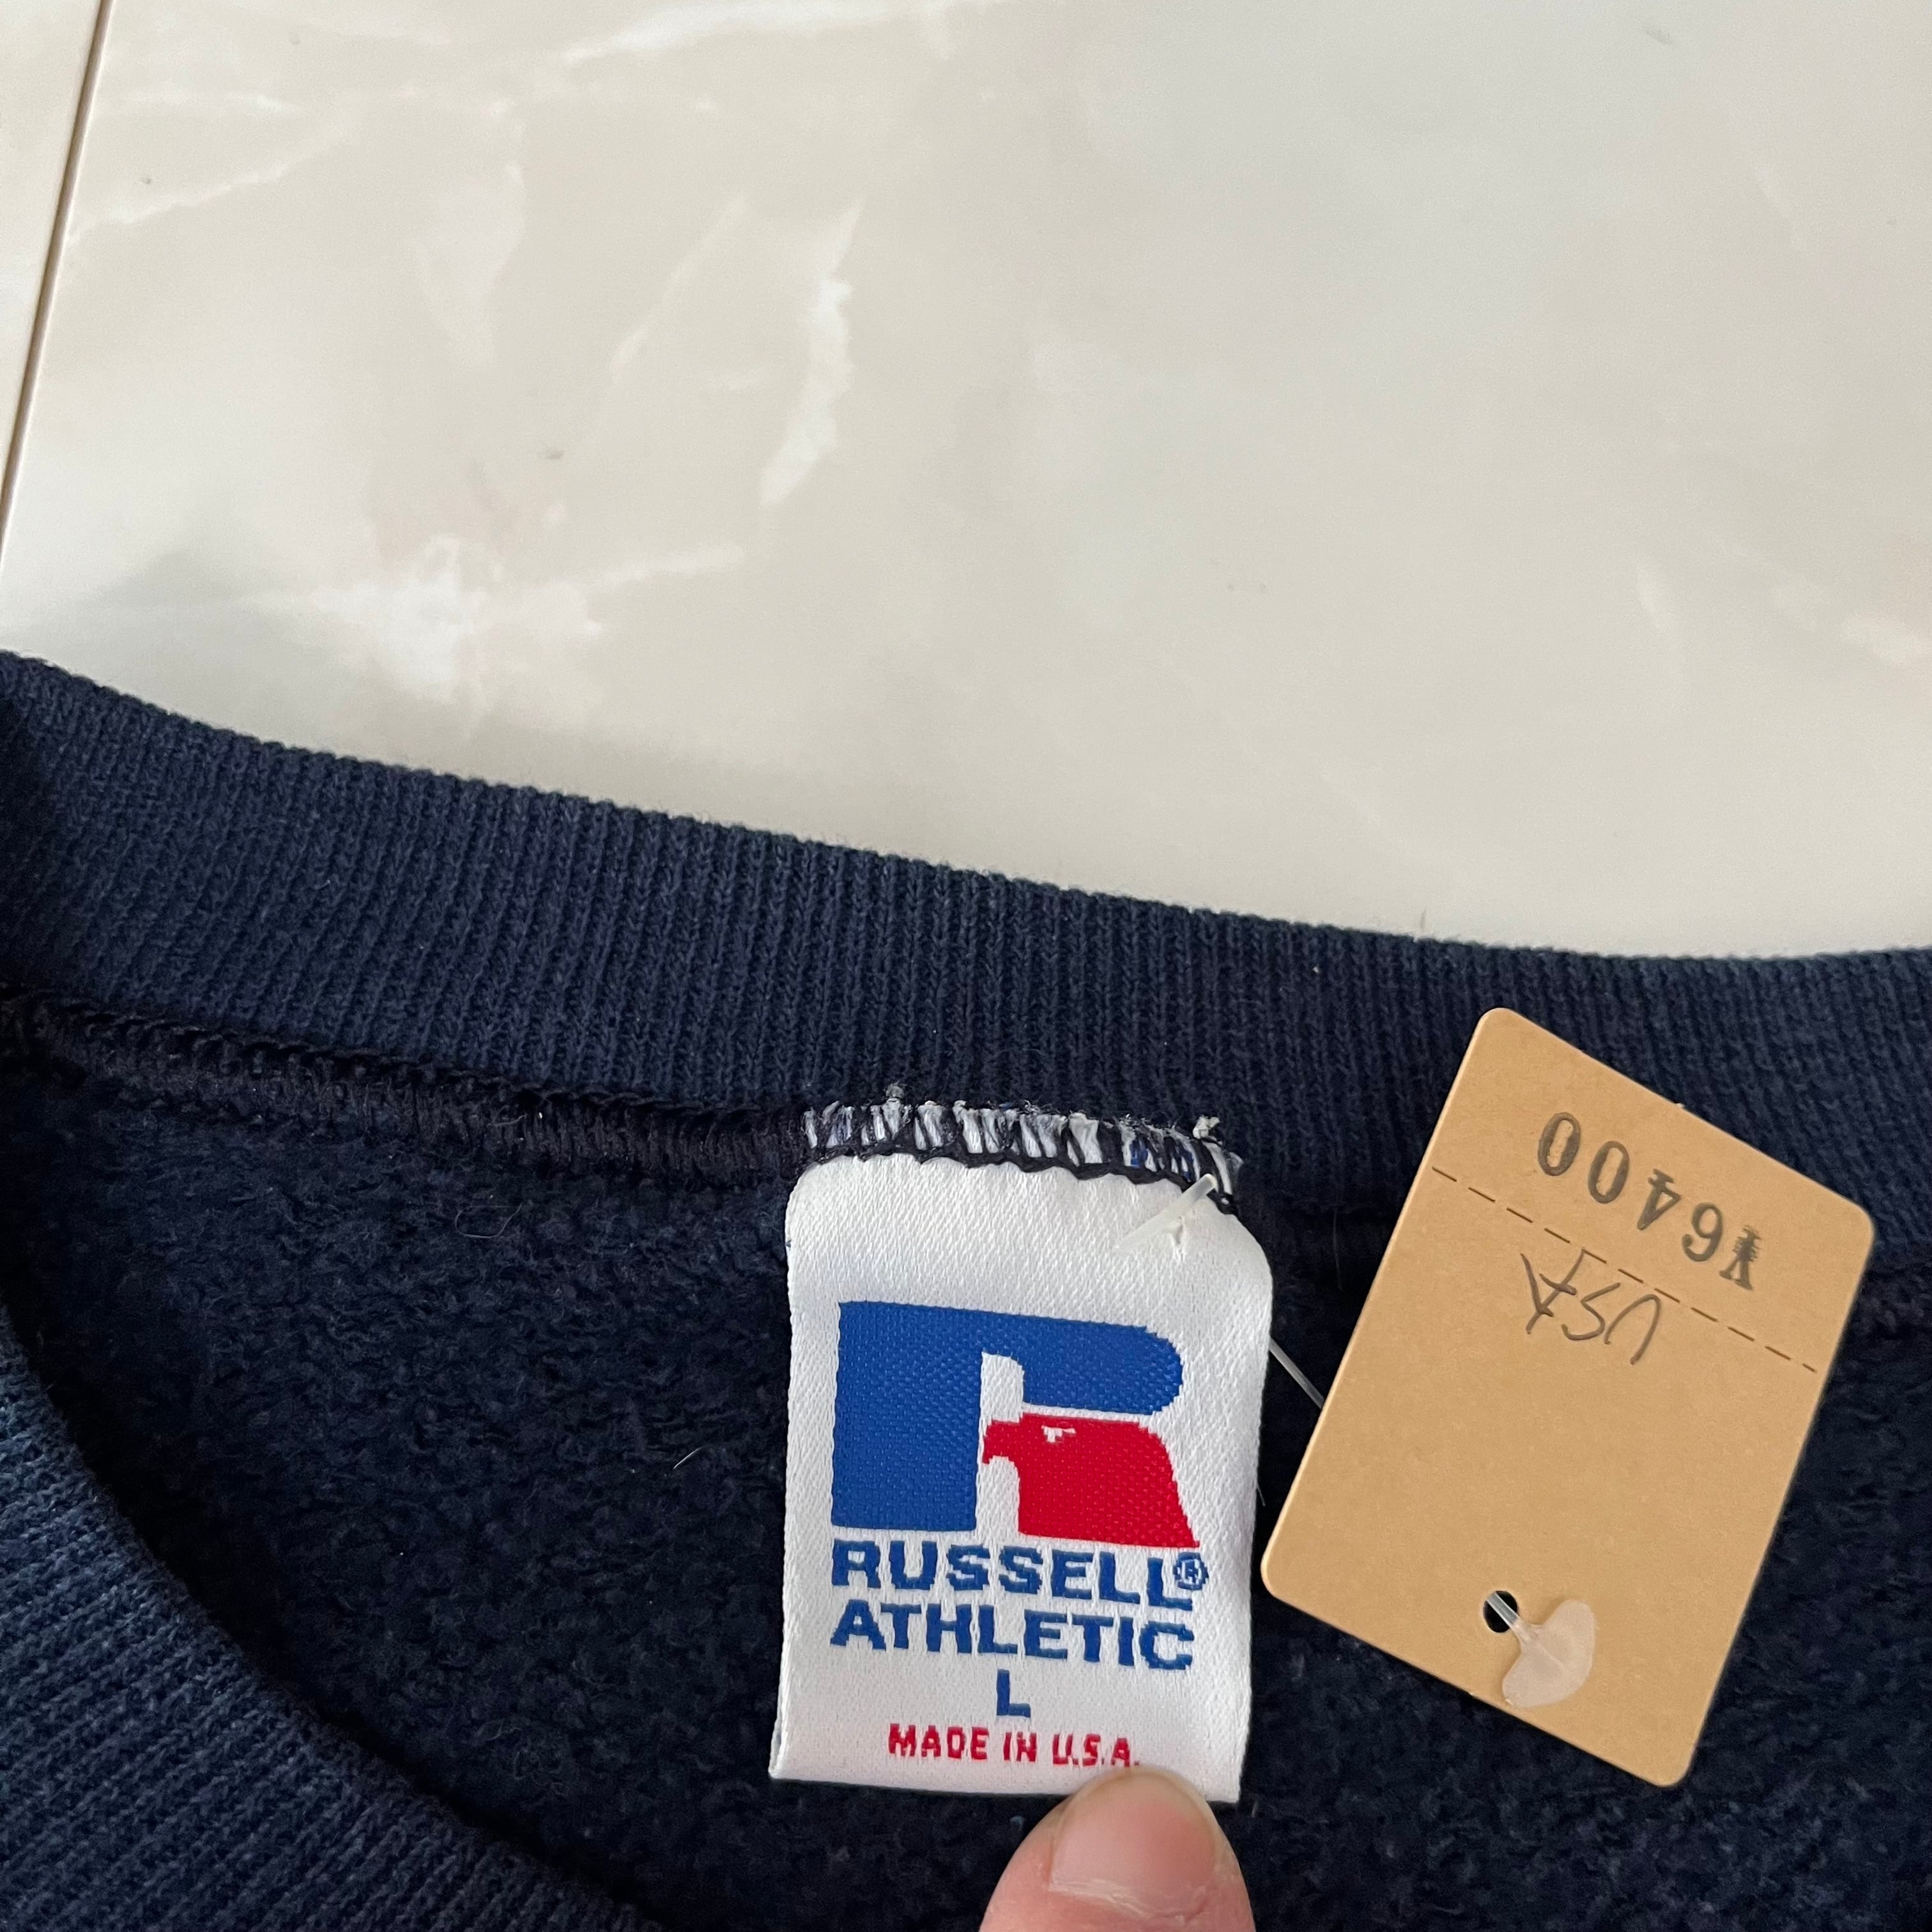 RUSSELL®
ATHLETIC
L
MADE IN U.S.A.
¥6400
USA